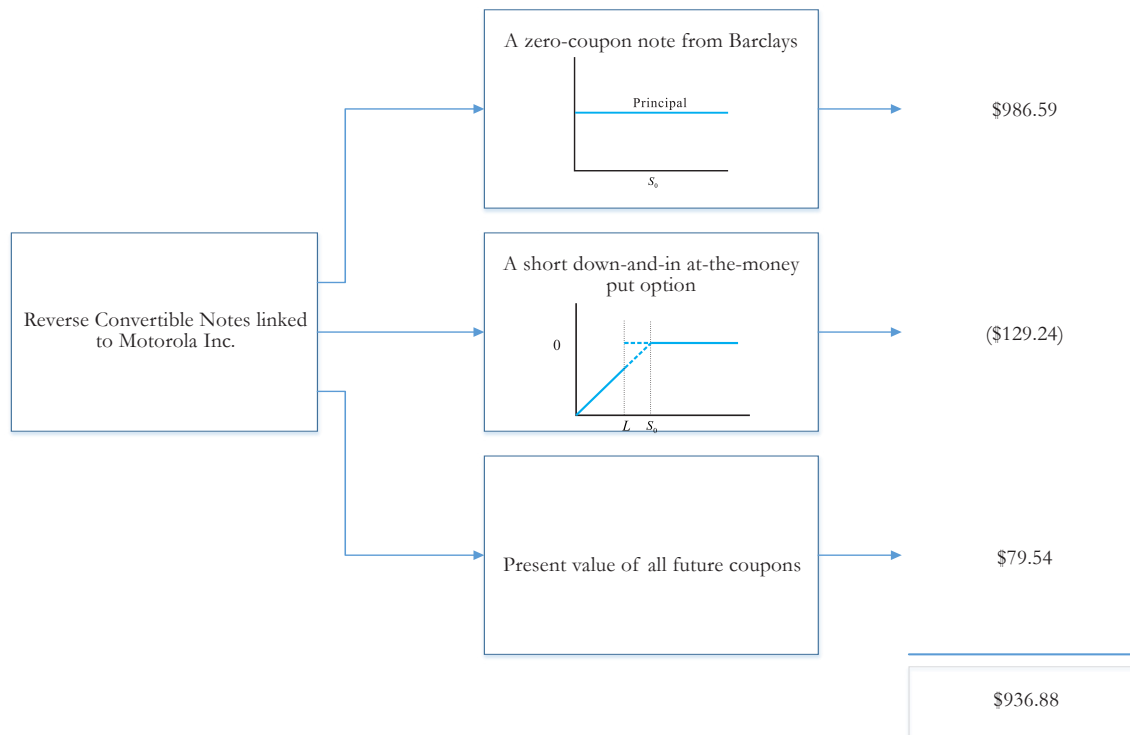 A zero-coupon note from Barclays
Principal
S₀
$986.59
Reverse Convertible Notes linked
to Motorola Inc.
A short down-and-in at-the-money
put option
0
L S₀
($129.24)
Present value of all future coupons
$79.54
$936.88